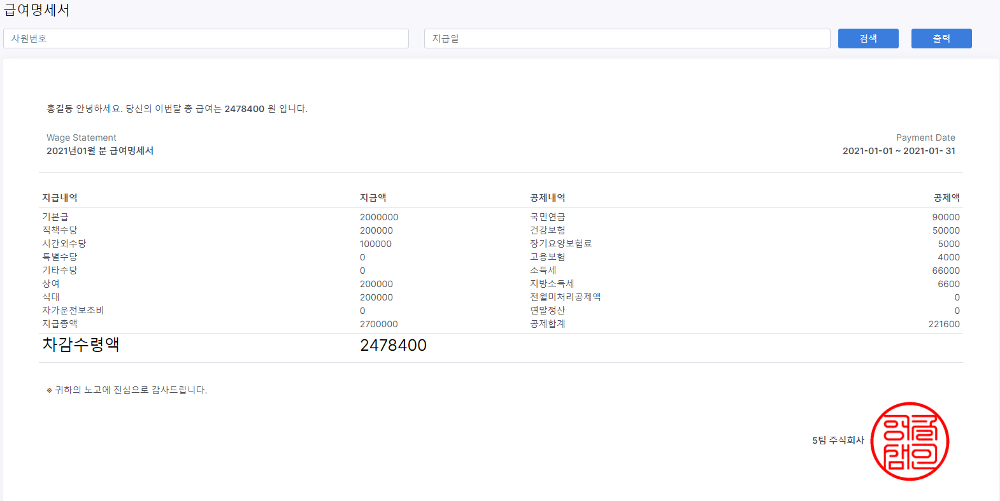 급여명세서
사원번호 지급일 검색 출력
홍길동 안녕하세요. 당신의 이번달 총 급여는 2478400 원 입니다.
Wage Statement Payment Date
2021년01월 분 급여명세서 2021-01-01 ~ 2021-01- 31
지급내역 지금액 공제내역 공제액
기본급 2000000 국민연금 90000
직책수당 200000 건강보험 50000
시간외수당 100000 장기요양보험료 5000
특별수당 0 고용보험 4000
기타수당 0 소득세 66000
상여 200000 지방소득세 6600
식대 200000 전월미처리공제액 0
자가운전보조비 0 연말정산 0
지급총액 2700000 공제합계 221600
차감수령액 2478400
※ 귀하의 노고에 진심으로 감사드립니다.
5팀 주식회사